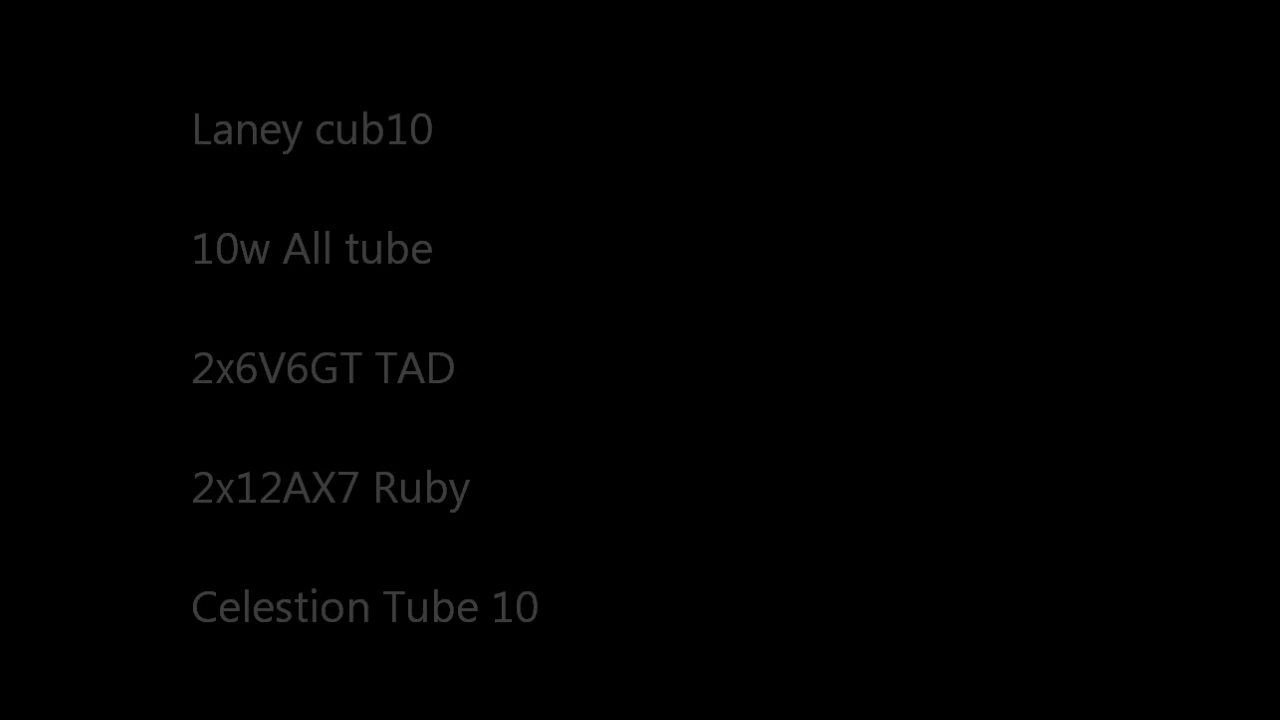 Laney cub10
10w All tube
2x6V6GT TAD
2x12AX7 Ruby
Celestion Tube 10